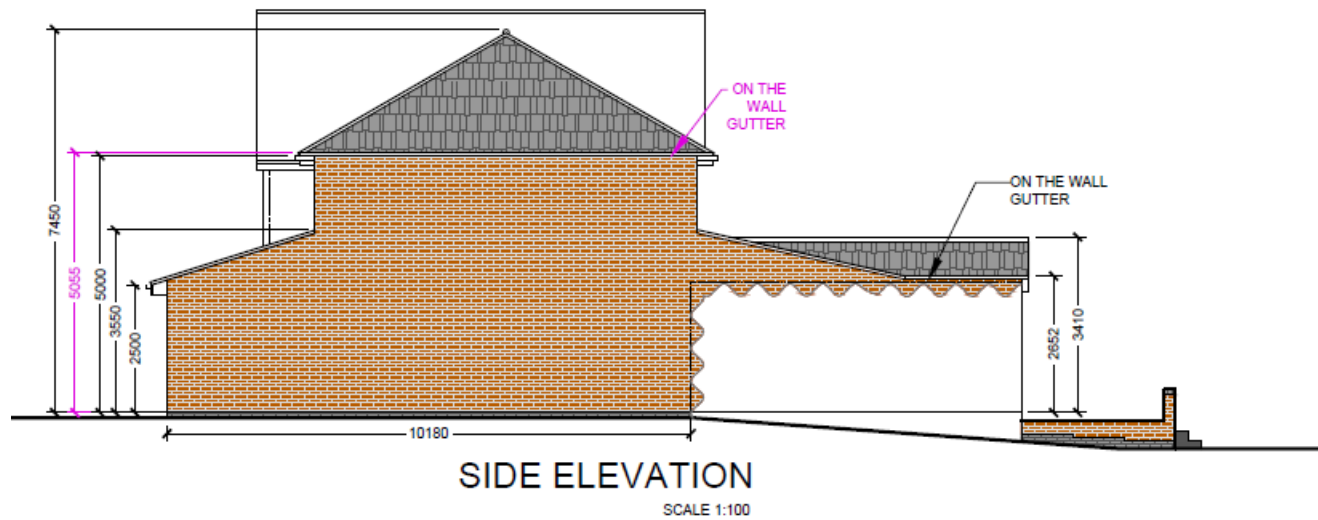 ON THE
WALL
GUTTER
ON THE WALL
GUTTER
7450
5055
5000
3550
2500
2652
3410
10180
SIDE ELEVATION
SCALE 1:100